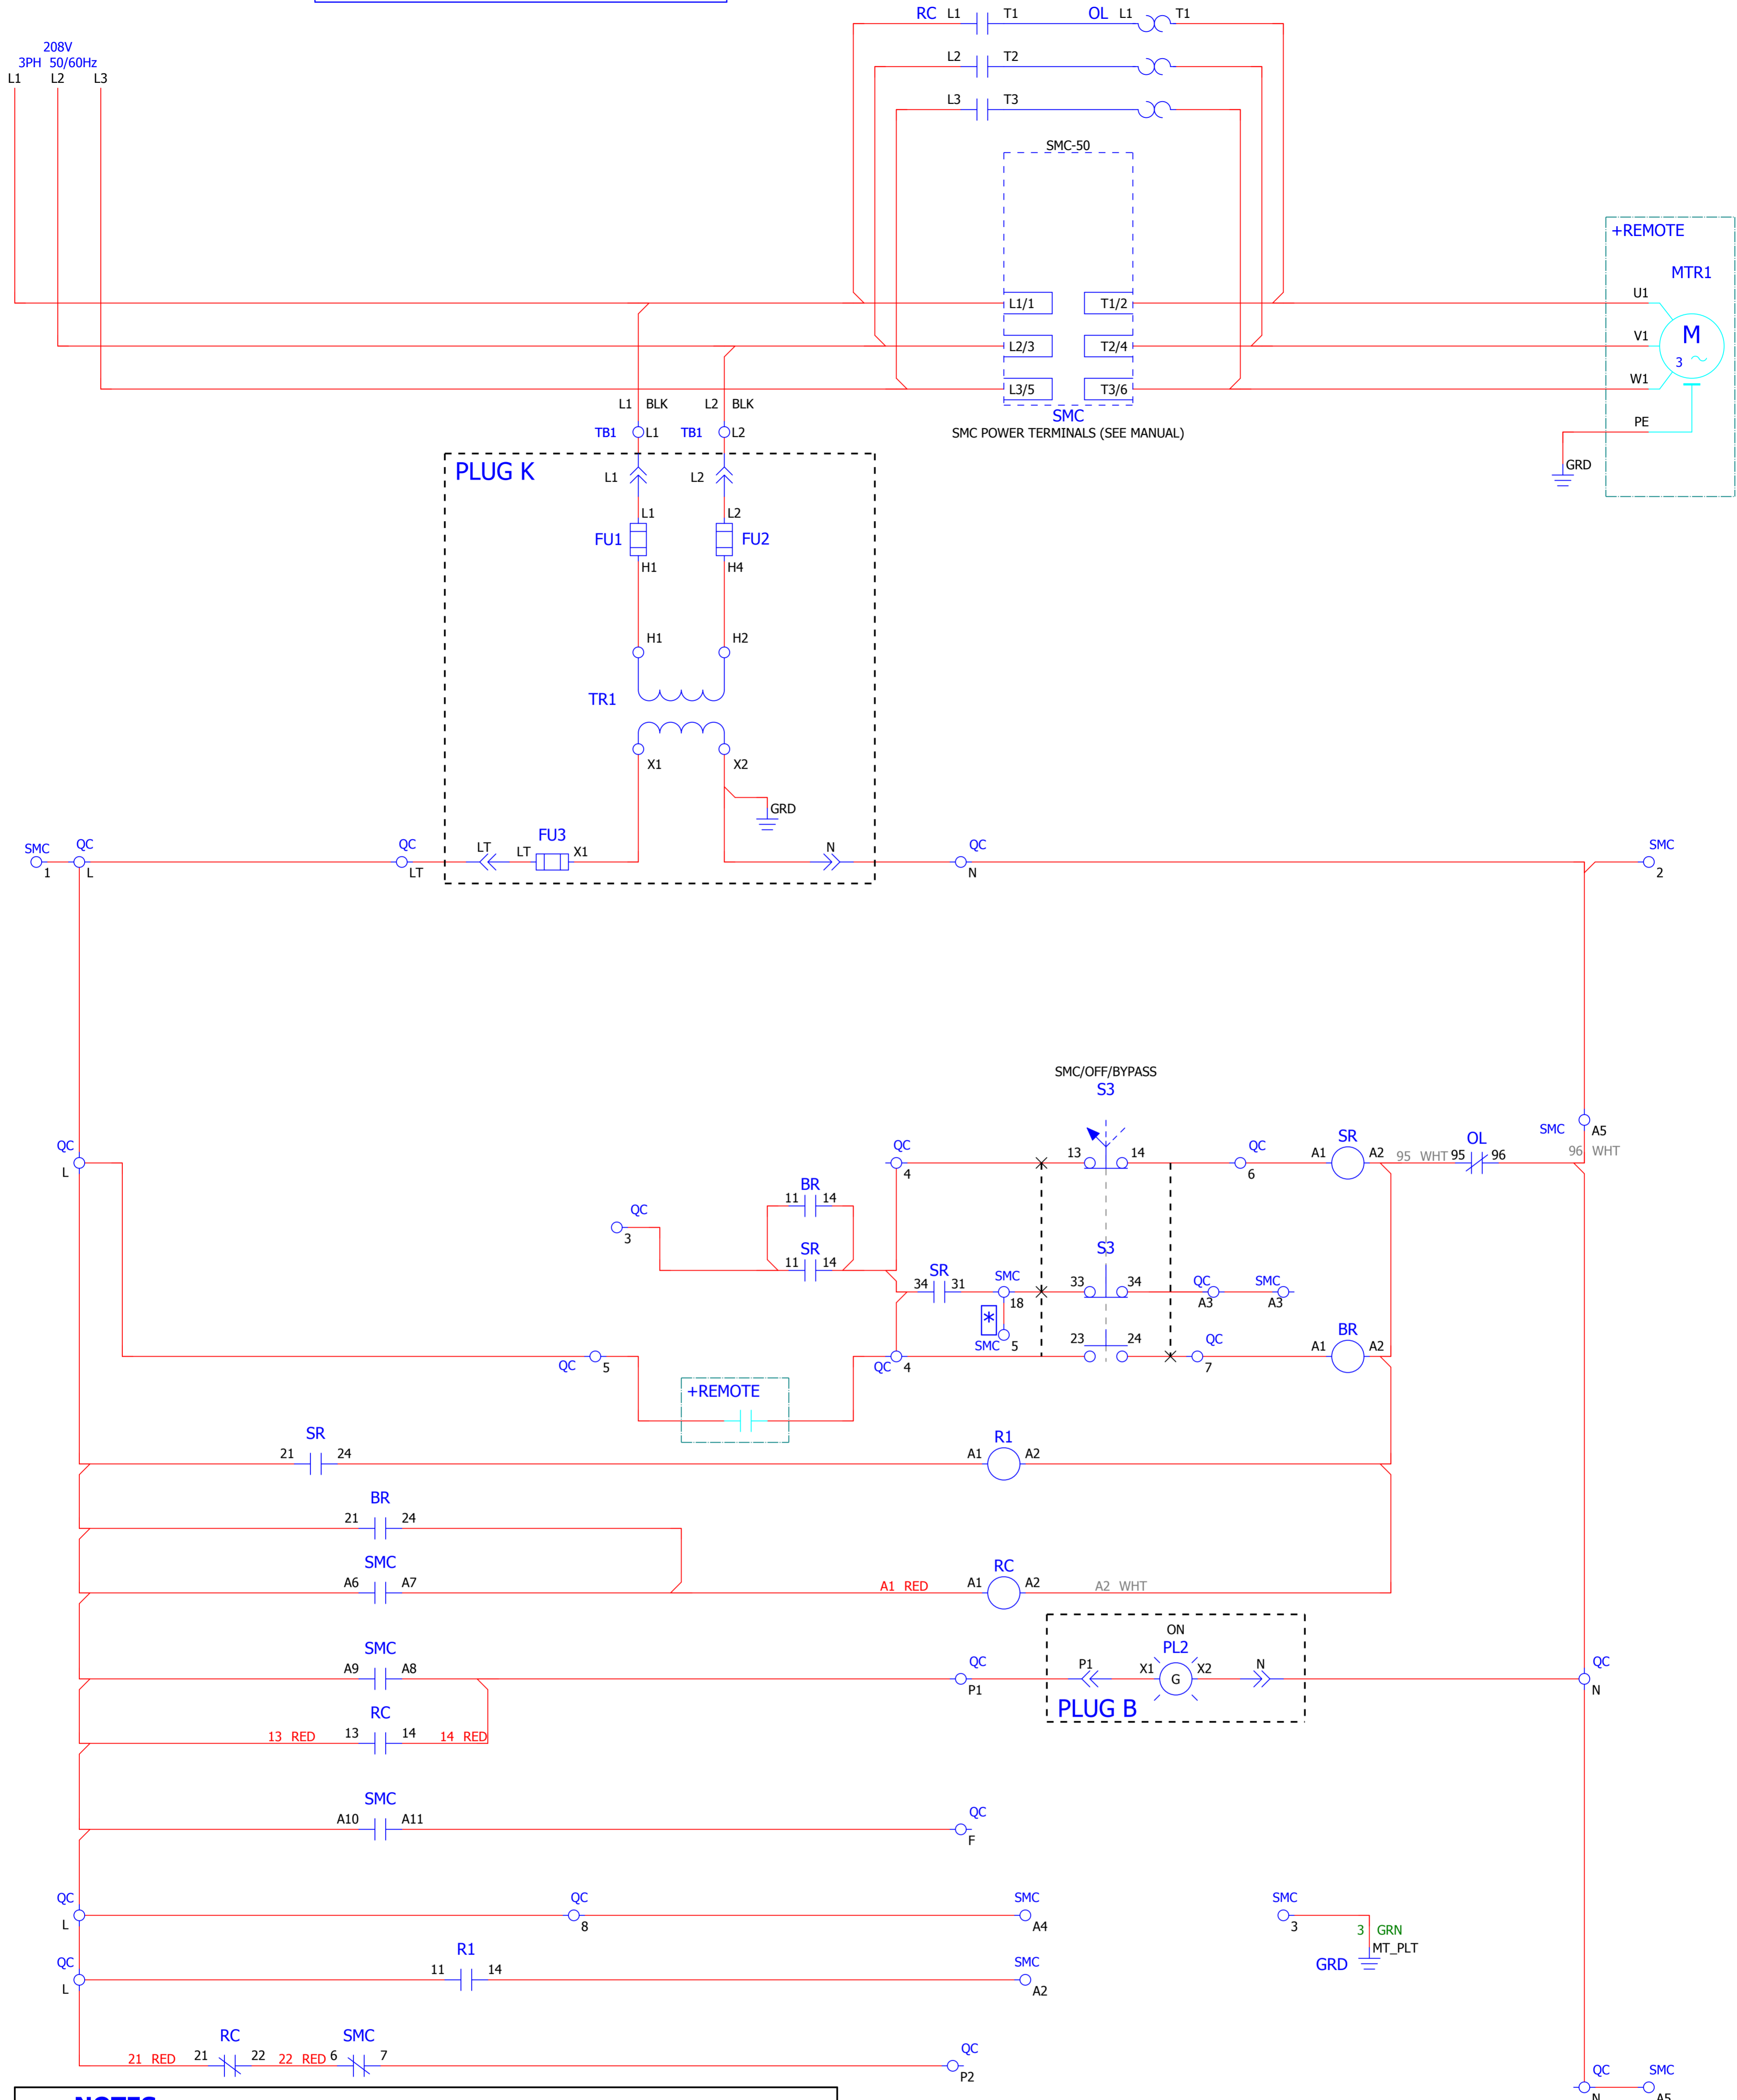 RC L1 T1 OL L1 T1
208V
3PH 50/60Hz
L1 L2 L3
L2 T2
L3 T3
SMC-50
+REMOTE
MTR1
L1/1 T1/2 U1
L2/3 T2/4 V1
M
3
L3/5 T3/6 W1
L1 BLK L2 BLK
SMC
TB1 L1 TB1 L2
SMC POWER TERMINALS (SEE MANUAL)
PE
GRD
PLUG K
L1 L2
L1 L2
FU1 FU2
H1 H4
H1 H2
TR1
X1 X2
GRD
SMC QC QC LT FU3 N QC SMC
LT X1
1 L LT N 2
SMC/OFF/BYPASS
S3
SMC A5
QC QC 13 14 QC SR OL
A1 A2 95 WHT 95 96 96 WHT
L 4 6
BR
11 14
QC
3
SR S3
11 14
SR SMC 33 34 QC SMC
34 31
18 A3 A3
*
SMC 5 23 24 QC BR
A1 A2
QC 5 QC 4 7
+REMOTE
SR R1
21 24 A1 A2
BR
21 24
SMC RC
A6 A7 A1 RED A1 A2 A2 WHT
ON
SMC PL2
A9 A8 QC P1 X1 G X2 N QC
P1 N
PLUG B
RC
13 RED 13 14 14 RED
SMC
A10 A11 QC
F
QC QC SMC SMC
L 8 A4 3
3 GRN
MT_PLT
GRD
QC R1 SMC
11 14
L A2
RC SMC
21 RED 21 22 22 RED 6 7 QC
P2
QC SMC
N A5
NOTES